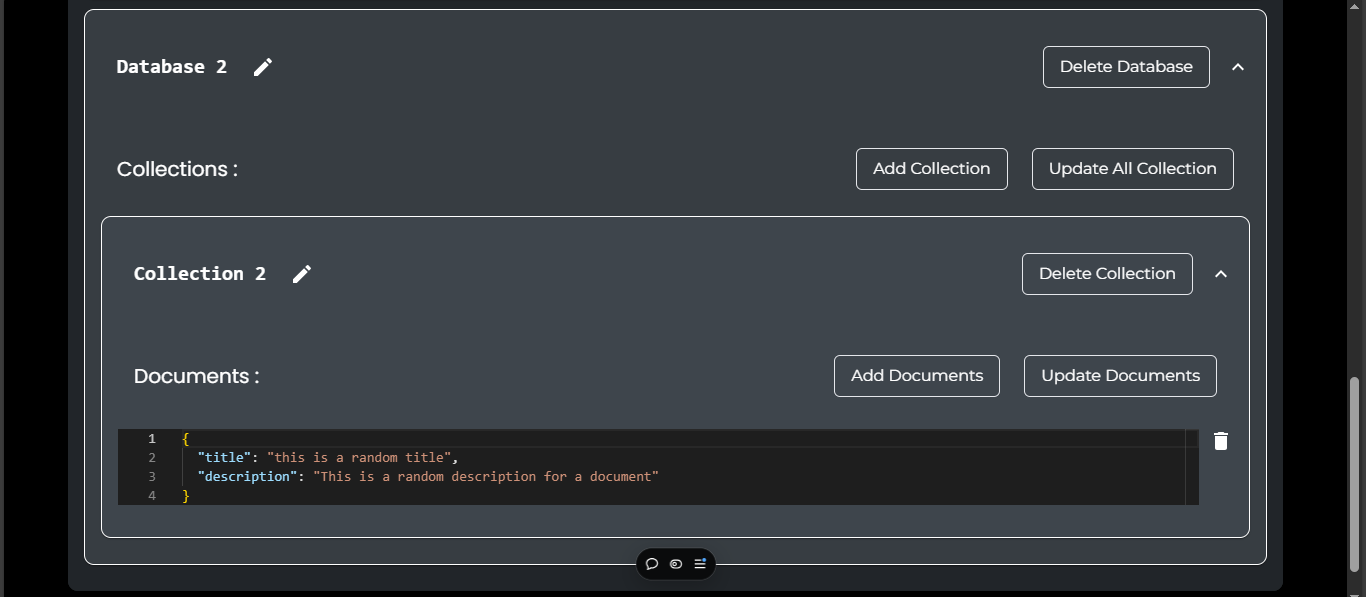 Database 2 Delete Database
Collections : Add Collection Update All Collection
Collection 2 Delete Collection
Documents : Add Documents Update Documents
1 {
2 "title": "this is a random title",
3 "description": "This is a random description for a document"
4 }